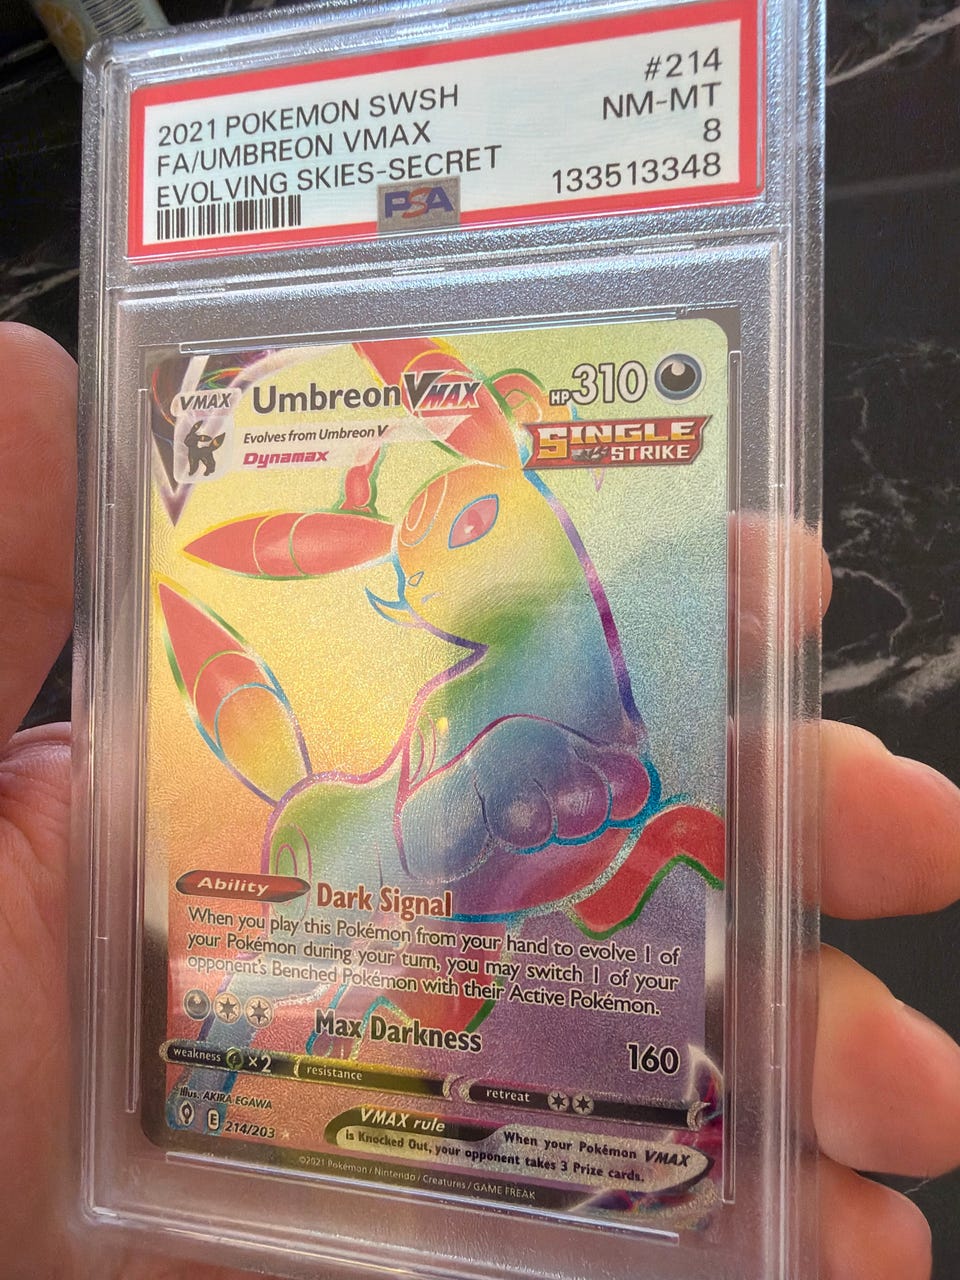 2021 POKEMON SWSH #214
FA/UMBREON VMAX NM-MT
EVOLVING SKIES-SECRET 8
133513348
PSA
VMAX Umbreon VMAX HP 310
Evolves from Umbreon V
Dynamax
SINGLE
STRIKE
Ability Dark Signal
When you play this Pokémon from your hand to evolve 1 of
your Pokémon during your turn, you may switch 1 of your
opponent's Benched Pokémon with their Active Pokémon.
Max Darkness 160
weakness ×2 resistance retreat
Illus. AKIRA EGAWA
E 214/203
VMAX rule When your Pokémon VMAX
is Knocked Out, your opponent takes 3 Prize cards.
©2021 Pokémon / Nintendo / Creatures / GAME FREAK